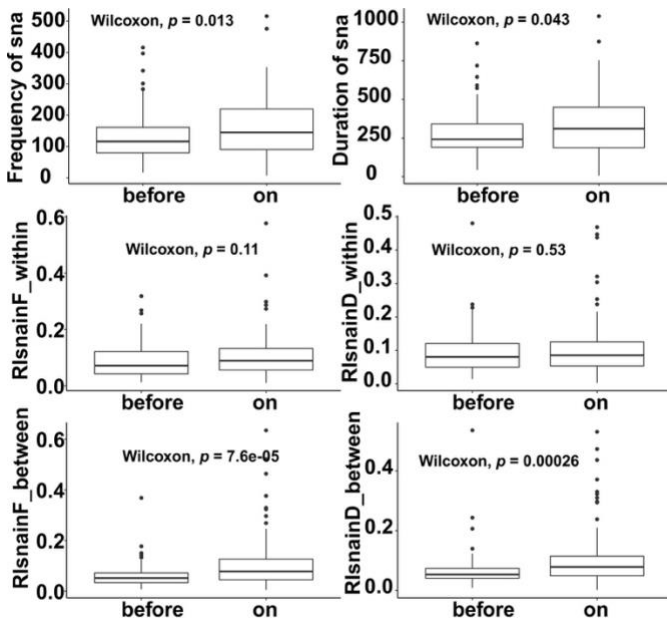 Frequency of sna
500
400
300
200
100
0
Wilcoxon, p = 0.013
before on
Duration of sna
1000
750
500
250
0
Wilcoxon, p = 0.043
before on
RIsnainF_within
0.6
0.4
0.2
0.0
Wilcoxon, p = 0.11
before on
RIsnainD_within
0.5
0.4
0.3
0.2
0.1
0.0
Wilcoxon, p = 0.53
before on
RIsnainF_between
0.6
0.4
0.2
0.0
Wilcoxon, p = 7.6e-05
before on
RIsnainD_between
0.4
0.2
0.0
Wilcoxon, p = 0.00026
before on